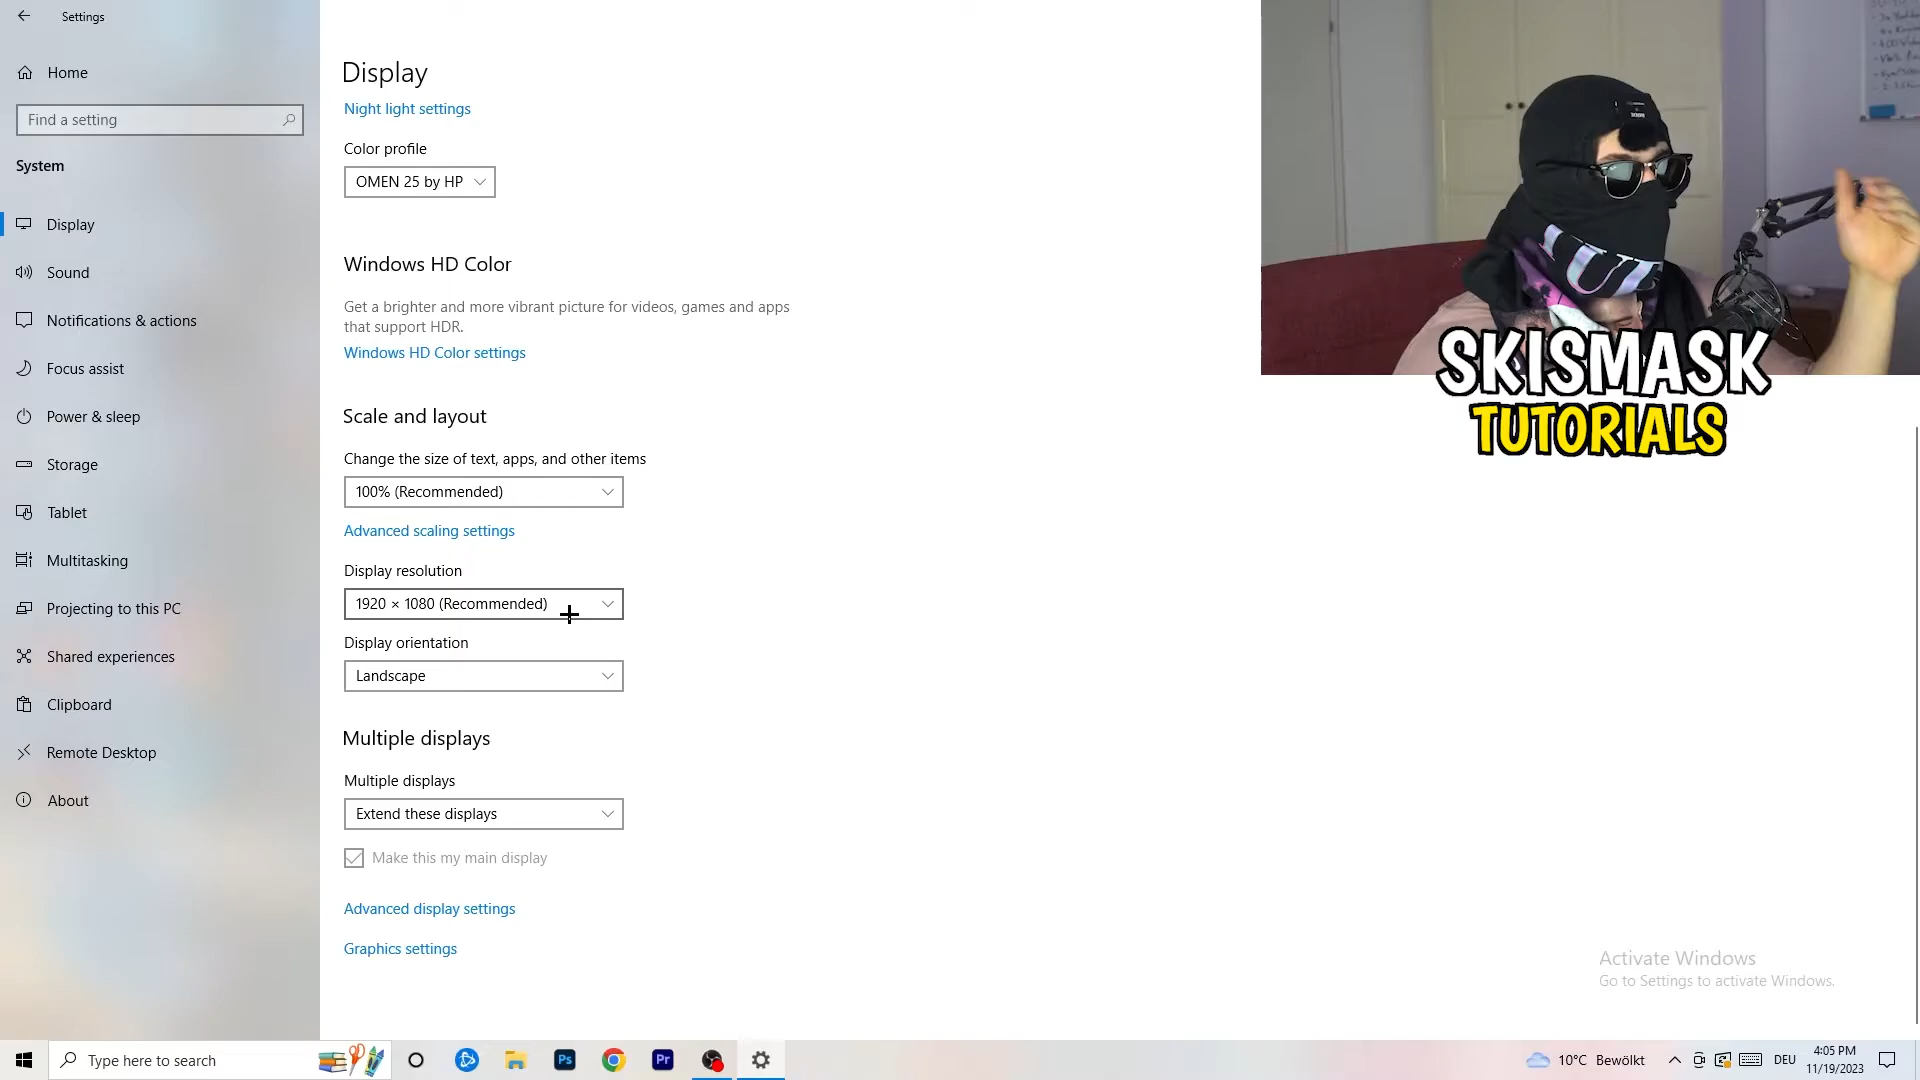 Settings
Home
Find a setting
System
Display
Sound
Notifications & actions
Focus assist
Power & sleep
Storage
Tablet
Multitasking
Projecting to this PC
Shared experiences
Clipboard
Remote Desktop
About
Display
Night light settings
Color profile
OMEN 25 by HP
Windows HD Color
Get a brighter and more vibrant picture for videos, games and apps
that support HDR.
Windows HD Color settings
Scale and layout
Change the size of text, apps, and other items
100% (Recommended)
Advanced scaling settings
Display resolution
1920 × 1080 (Recommended)
Display orientation
Landscape
Multiple displays
Multiple displays
Extend these displays
Make this my main display
Advanced display settings
Graphics settings
SKISMASK
TUTORIALS
Activate Windows
Go to Settings to activate Windows.
Type here to search
Ps
Pr
10°C Bewölkt
DEU
4:05 PM
11/19/2023